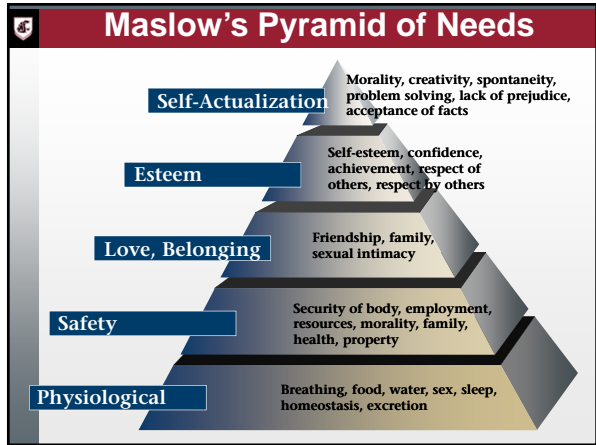 Maslow's Pyramid of Needs
Self-Actualization
Morality, creativity, spontaneity,
problem solving, lack of prejudice,
acceptance of facts
Esteem
Self-esteem, confidence,
achievement, respect of
others, respect by others
Love, Belonging
Friendship, family,
sexual intimacy
Safety
Security of body, employment,
resources, morality, family,
health, property
Physiological
Breathing, food, water, sex, sleep,
homeostasis, excretion